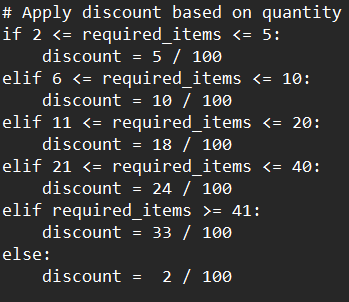 # Apply discount based on quantity
if 2 <= required_items <= 5:
    discount = 5 / 100
elif 6 <= required_items <= 10:
    discount = 10 / 100
elif 11 <= required_items <= 20:
    discount = 18 / 100
elif 21 <= required_items <= 40:
    discount = 24 / 100
elif required_items >= 41:
    discount = 33 / 100
else:
    discount =  2 / 100